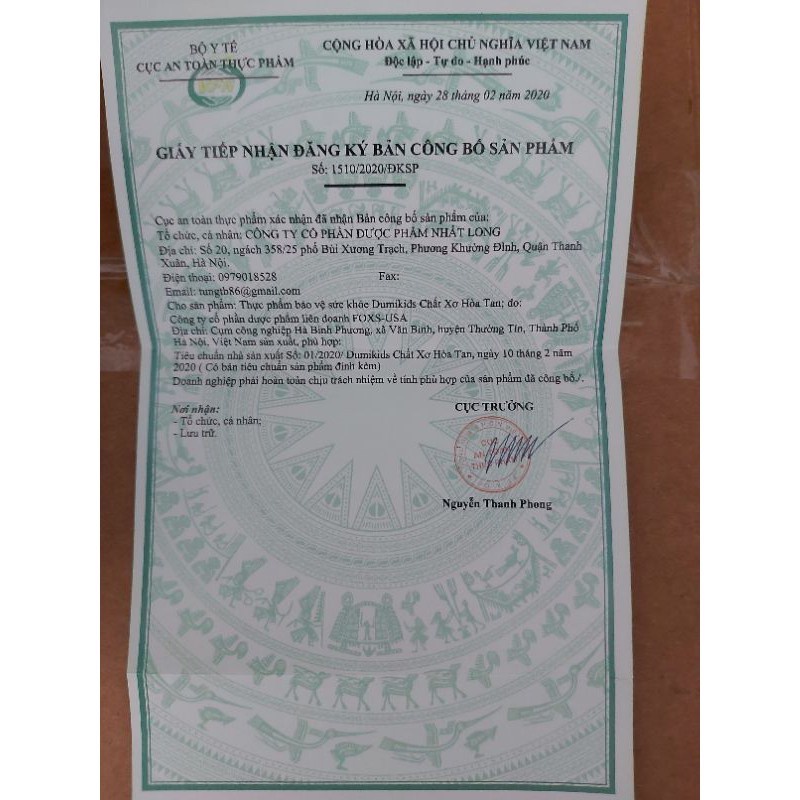 BỘ Y TẾ
CỤC AN TOÀN THỰC PHẨM
CỘNG HÒA XÃ HỘI CHỦ NGHĨA VIỆT NAM
Độc lập - Tự do - Hạnh phúc
Hà Nội, ngày 28 tháng 02 năm 2020
GIẤY TIẾP NHẬN ĐĂNG KÝ BẢN CÔNG BỐ SẢN PHẨM
Số: 1510/2020/ĐKSP
Cục an toàn thực phẩm xác nhận đã nhận Bản công bố sản phẩm của:
Tổ chức, cá nhân: CÔNG TY CỔ PHẦN DƯỢC PHẨM NHẤT LONG
Địa chỉ: Số 20, ngách 358/25 phố Bùi Xương Trạch, Phương Khường Đình, Quận Thanh
Xuân, Hà Nội.
Điện thoại: 0979018528 Fax:
Email: tungtb86@gmail.com
Cho sản phẩm: Thực phẩm bảo vệ sức khỏe Dumikids Chất Xơ Hòa Tan; do:
Công ty cổ phần dược phẩm liên doanh FOXS-USA
Địa chỉ: Cụm công nghiệp Hà Bình Phương, xã Văn Bình, huyện Thường Tín, Thành Phố
Hà Nội, Việt Nam sản xuất, phù hợp:
Tiêu chuẩn nhà sản xuất Số: 01/2020/ Dumikids Chất Xơ Hòa Tan, ngày 10 tháng 2 năm
2020 ( Có bản tiêu chuẩn sản phẩm đính kèm)
Doanh nghiệp phải hoàn toàn chịu trách nhiệm về tính phù hợp của sản phẩm đã công bố./.
Nơi nhận:
- Tổ chức, cá nhân;
- Lưu trữ.
CỤC TRƯỞNG
Nguyễn Thanh Phong